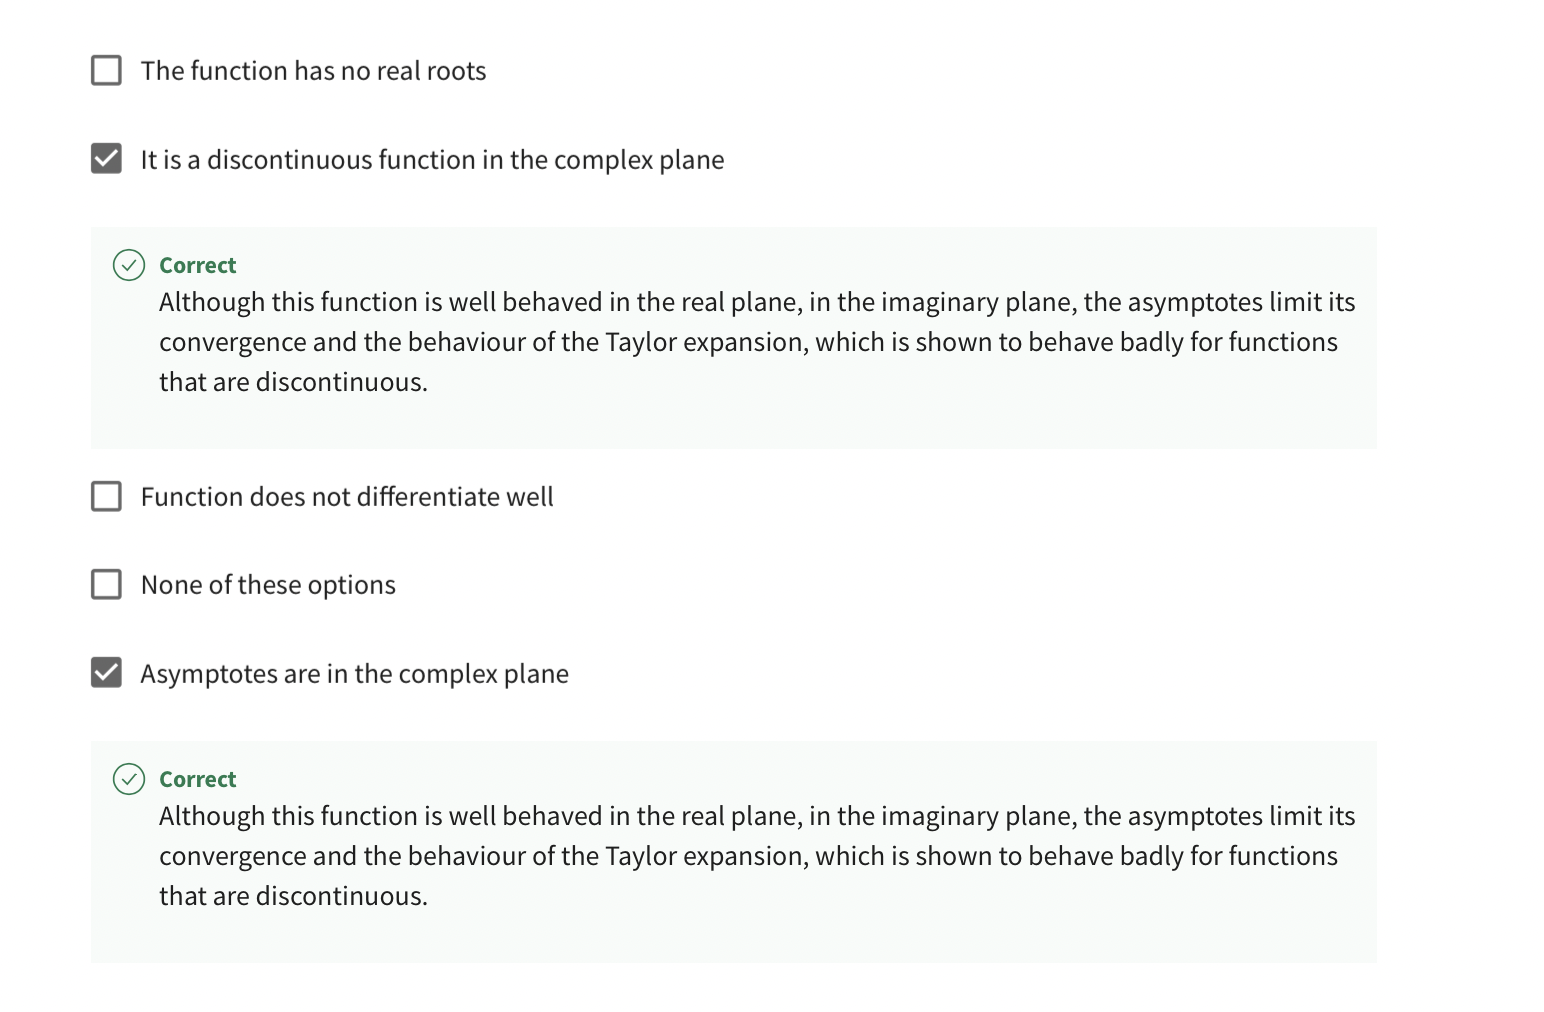 The function has no real roots
It is a discontinuous function in the complex plane
Correct
Although this function is well behaved in the real plane, in the imaginary plane, the asymptotes limit its
convergence and the behaviour of the Taylor expansion, which is shown to behave badly for functions
that are discontinuous.
Function does not differentiate well
None of these options
Asymptotes are in the complex plane
Correct
Although this function is well behaved in the real plane, in the imaginary plane, the asymptotes limit its
convergence and the behaviour of the Taylor expansion, which is shown to behave badly for functions
that are discontinuous.